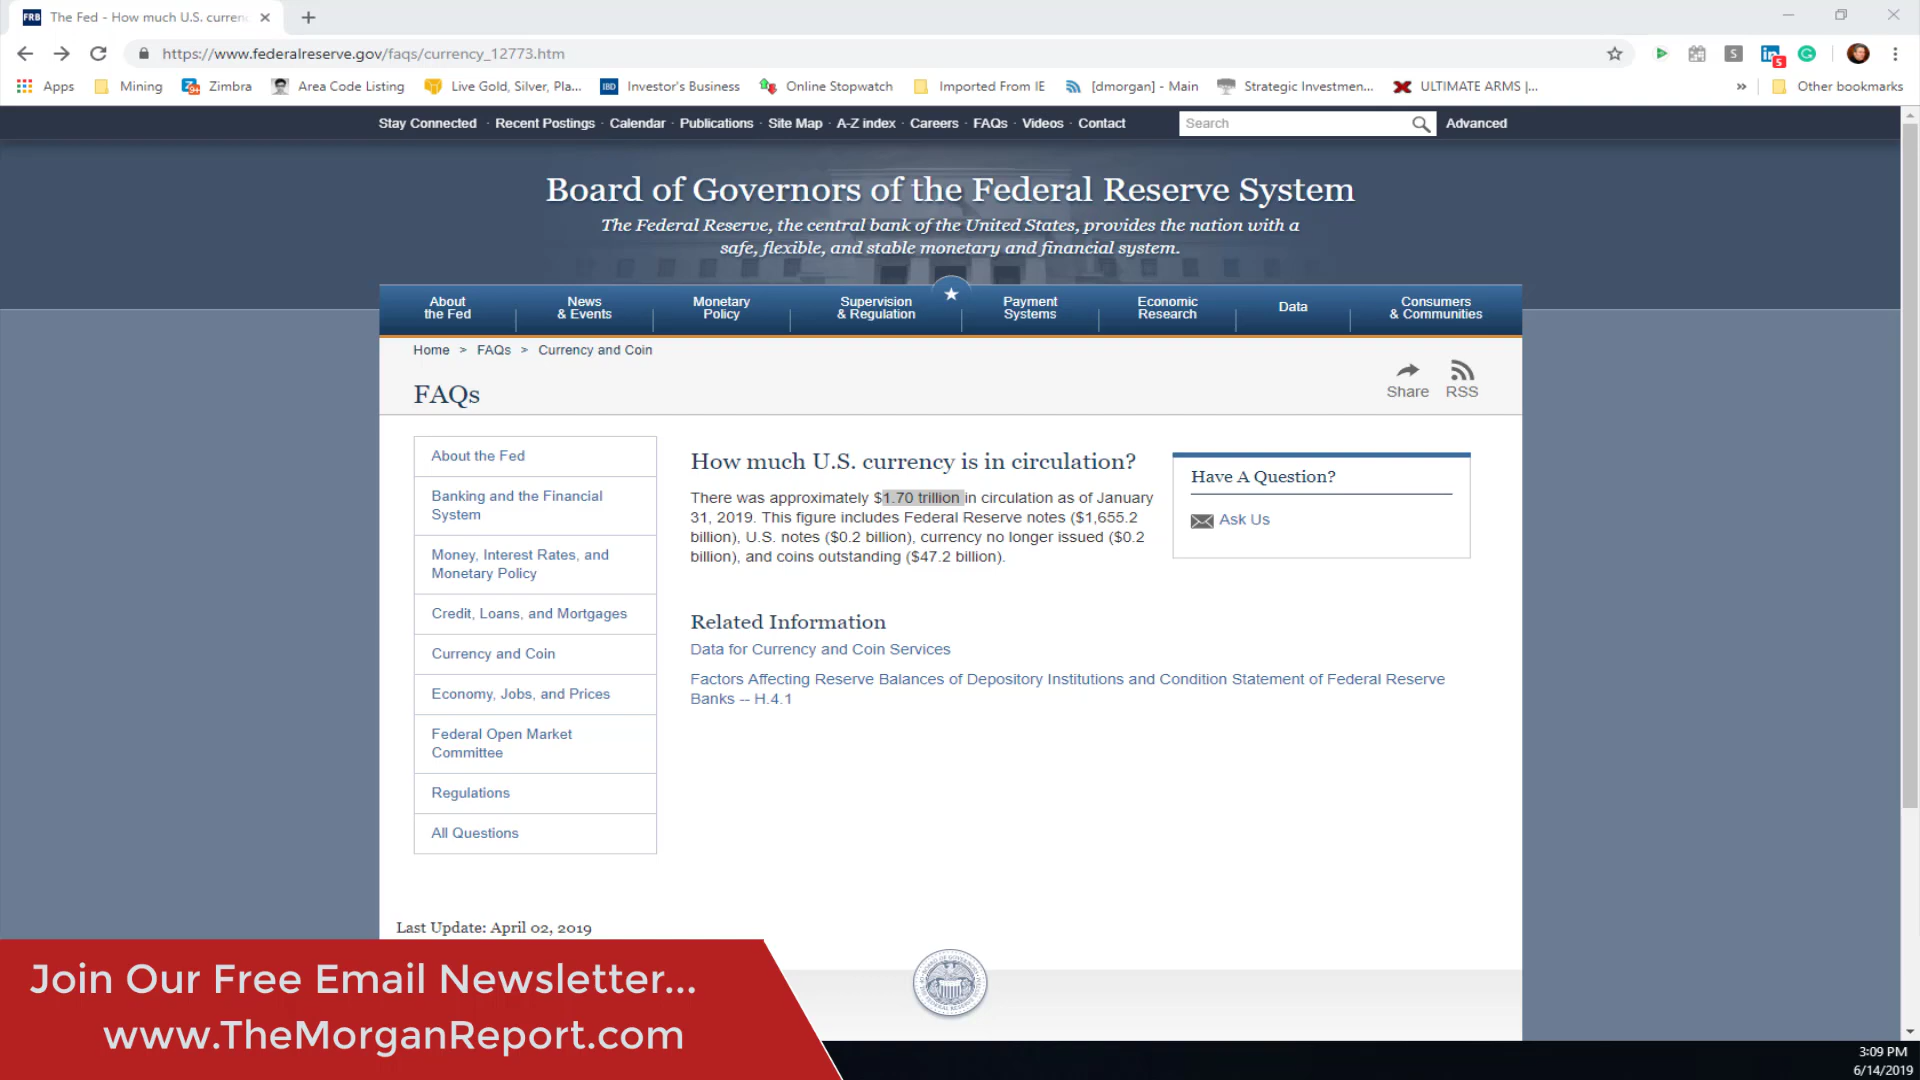 FRB The Fed - How much U.S. curren
https://www.federalreserve.gov/faqs/currency_12773.htm
S 5
Apps Mining Zimbra Area Code Listing Live Gold, Silver, Pla... IBD Investor's Business Online Stopwatch Imported From IE [dmorgan] - Main Strategic Investmen... ULTIMATE ARMS |... » Other bookmarks
Stay Connected · Recent Postings · Calendar · Publications · Site Map · A-Z index · Careers · FAQs · Videos · Contact Search Advanced
Board of Governors of the Federal Reserve System
The Federal Reserve, the central bank of the United States, provides the nation with a
safe, flexible, and stable monetary and financial system.
About
the Fed
News
& Events
Monetary
Policy
Supervision
& Regulation
Payment
Systems
Economic
Research
Data
Consumers
& Communities
Home > FAQs > Currency and Coin
FAQs
Share RSS
About the Fed
Banking and the Financial
System
Money, Interest Rates, and
Monetary Policy
Credit, Loans, and Mortgages
Currency and Coin
Economy, Jobs, and Prices
Federal Open Market
Committee
Regulations
All Questions
How much U.S. currency is in circulation?
There was approximately $1.70 trillion in circulation as of January
31, 2019. This figure includes Federal Reserve notes ($1,655.2
billion), U.S. notes ($0.2 billion), currency no longer issued ($0.2
billion), and coins outstanding ($47.2 billion).
Have A Question?
Ask Us
Related Information
Data for Currency and Coin Services
Factors Affecting Reserve Balances of Depository Institutions and Condition Statement of Federal Reserve
Banks -- H.4.1
Last Update: April 02, 2019
Join Our Free Email Newsletter...
www.TheMorganReport.com
3:09 PM
6/14/2019